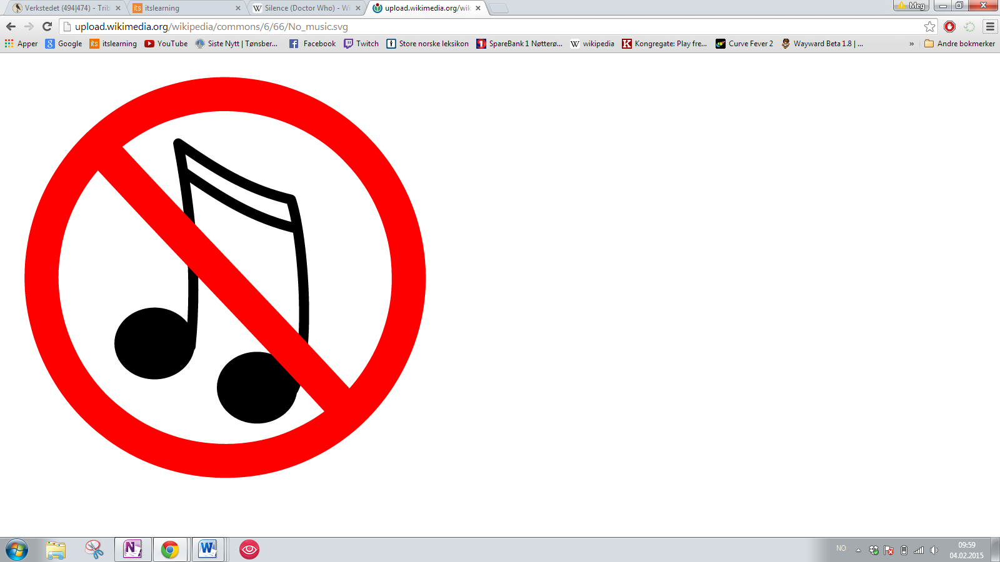 Verkstedet (494|474) - Trib
itslearning
Silence (Doctor Who) - Wi
upload.wikimedia.org/wik
Meg
upload.wikimedia.org/wikipedia/commons/6/66/No_music.svg
Apper
Google
its itslearning
YouTube
Siste Nytt | Tønsber...
Facebook
Twitch
Store norske leksikon
SpareBank 1 Nøtterø...
W wikipedia
K Kongregate: Play fre...
Curve Fever 2
Wayward Beta 1.8 | ...
»
Andre bokmerker
NO
09:59
04.02.2015